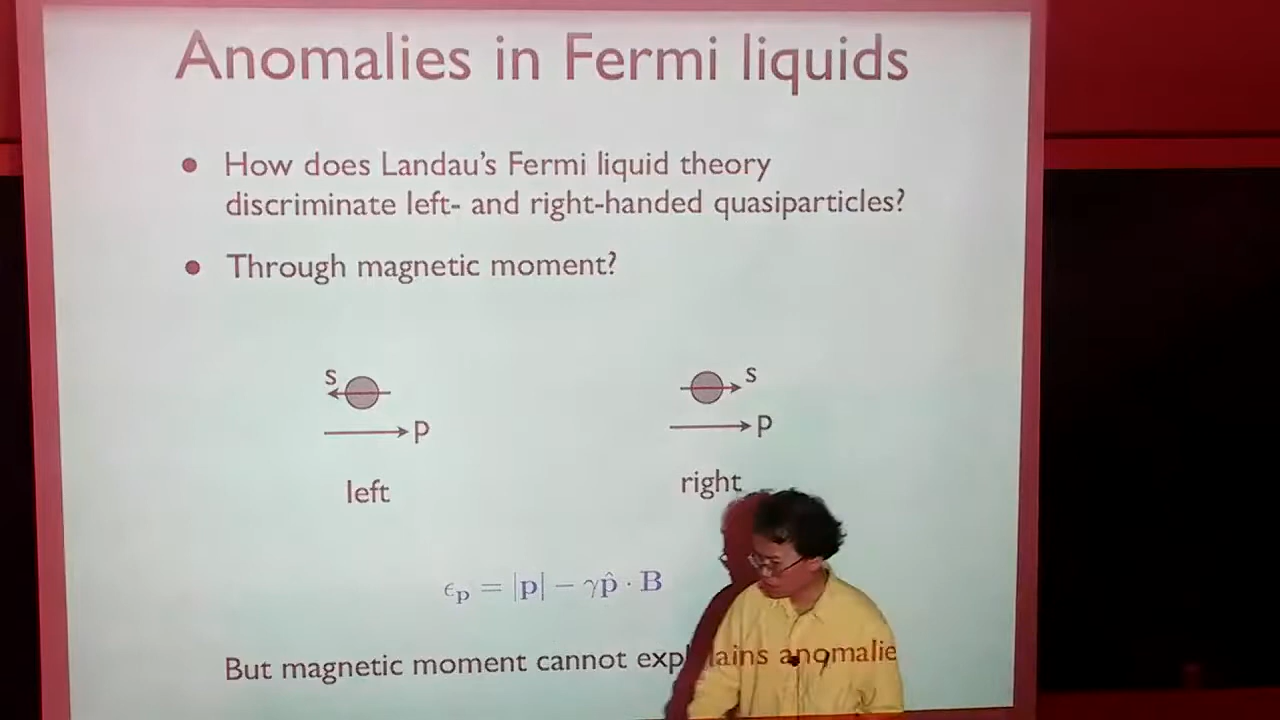 Anomalies in Fermi liquids
• How does Landau's Fermi liquid theory
discriminate left- and right-handed quasiparticles?
• Through magnetic moment?
s
p
left
s
p
right
ϵ𝐩 = |𝐩| − γ𝐩̂ · 𝐁
But magnetic moment cannot explains anomalie